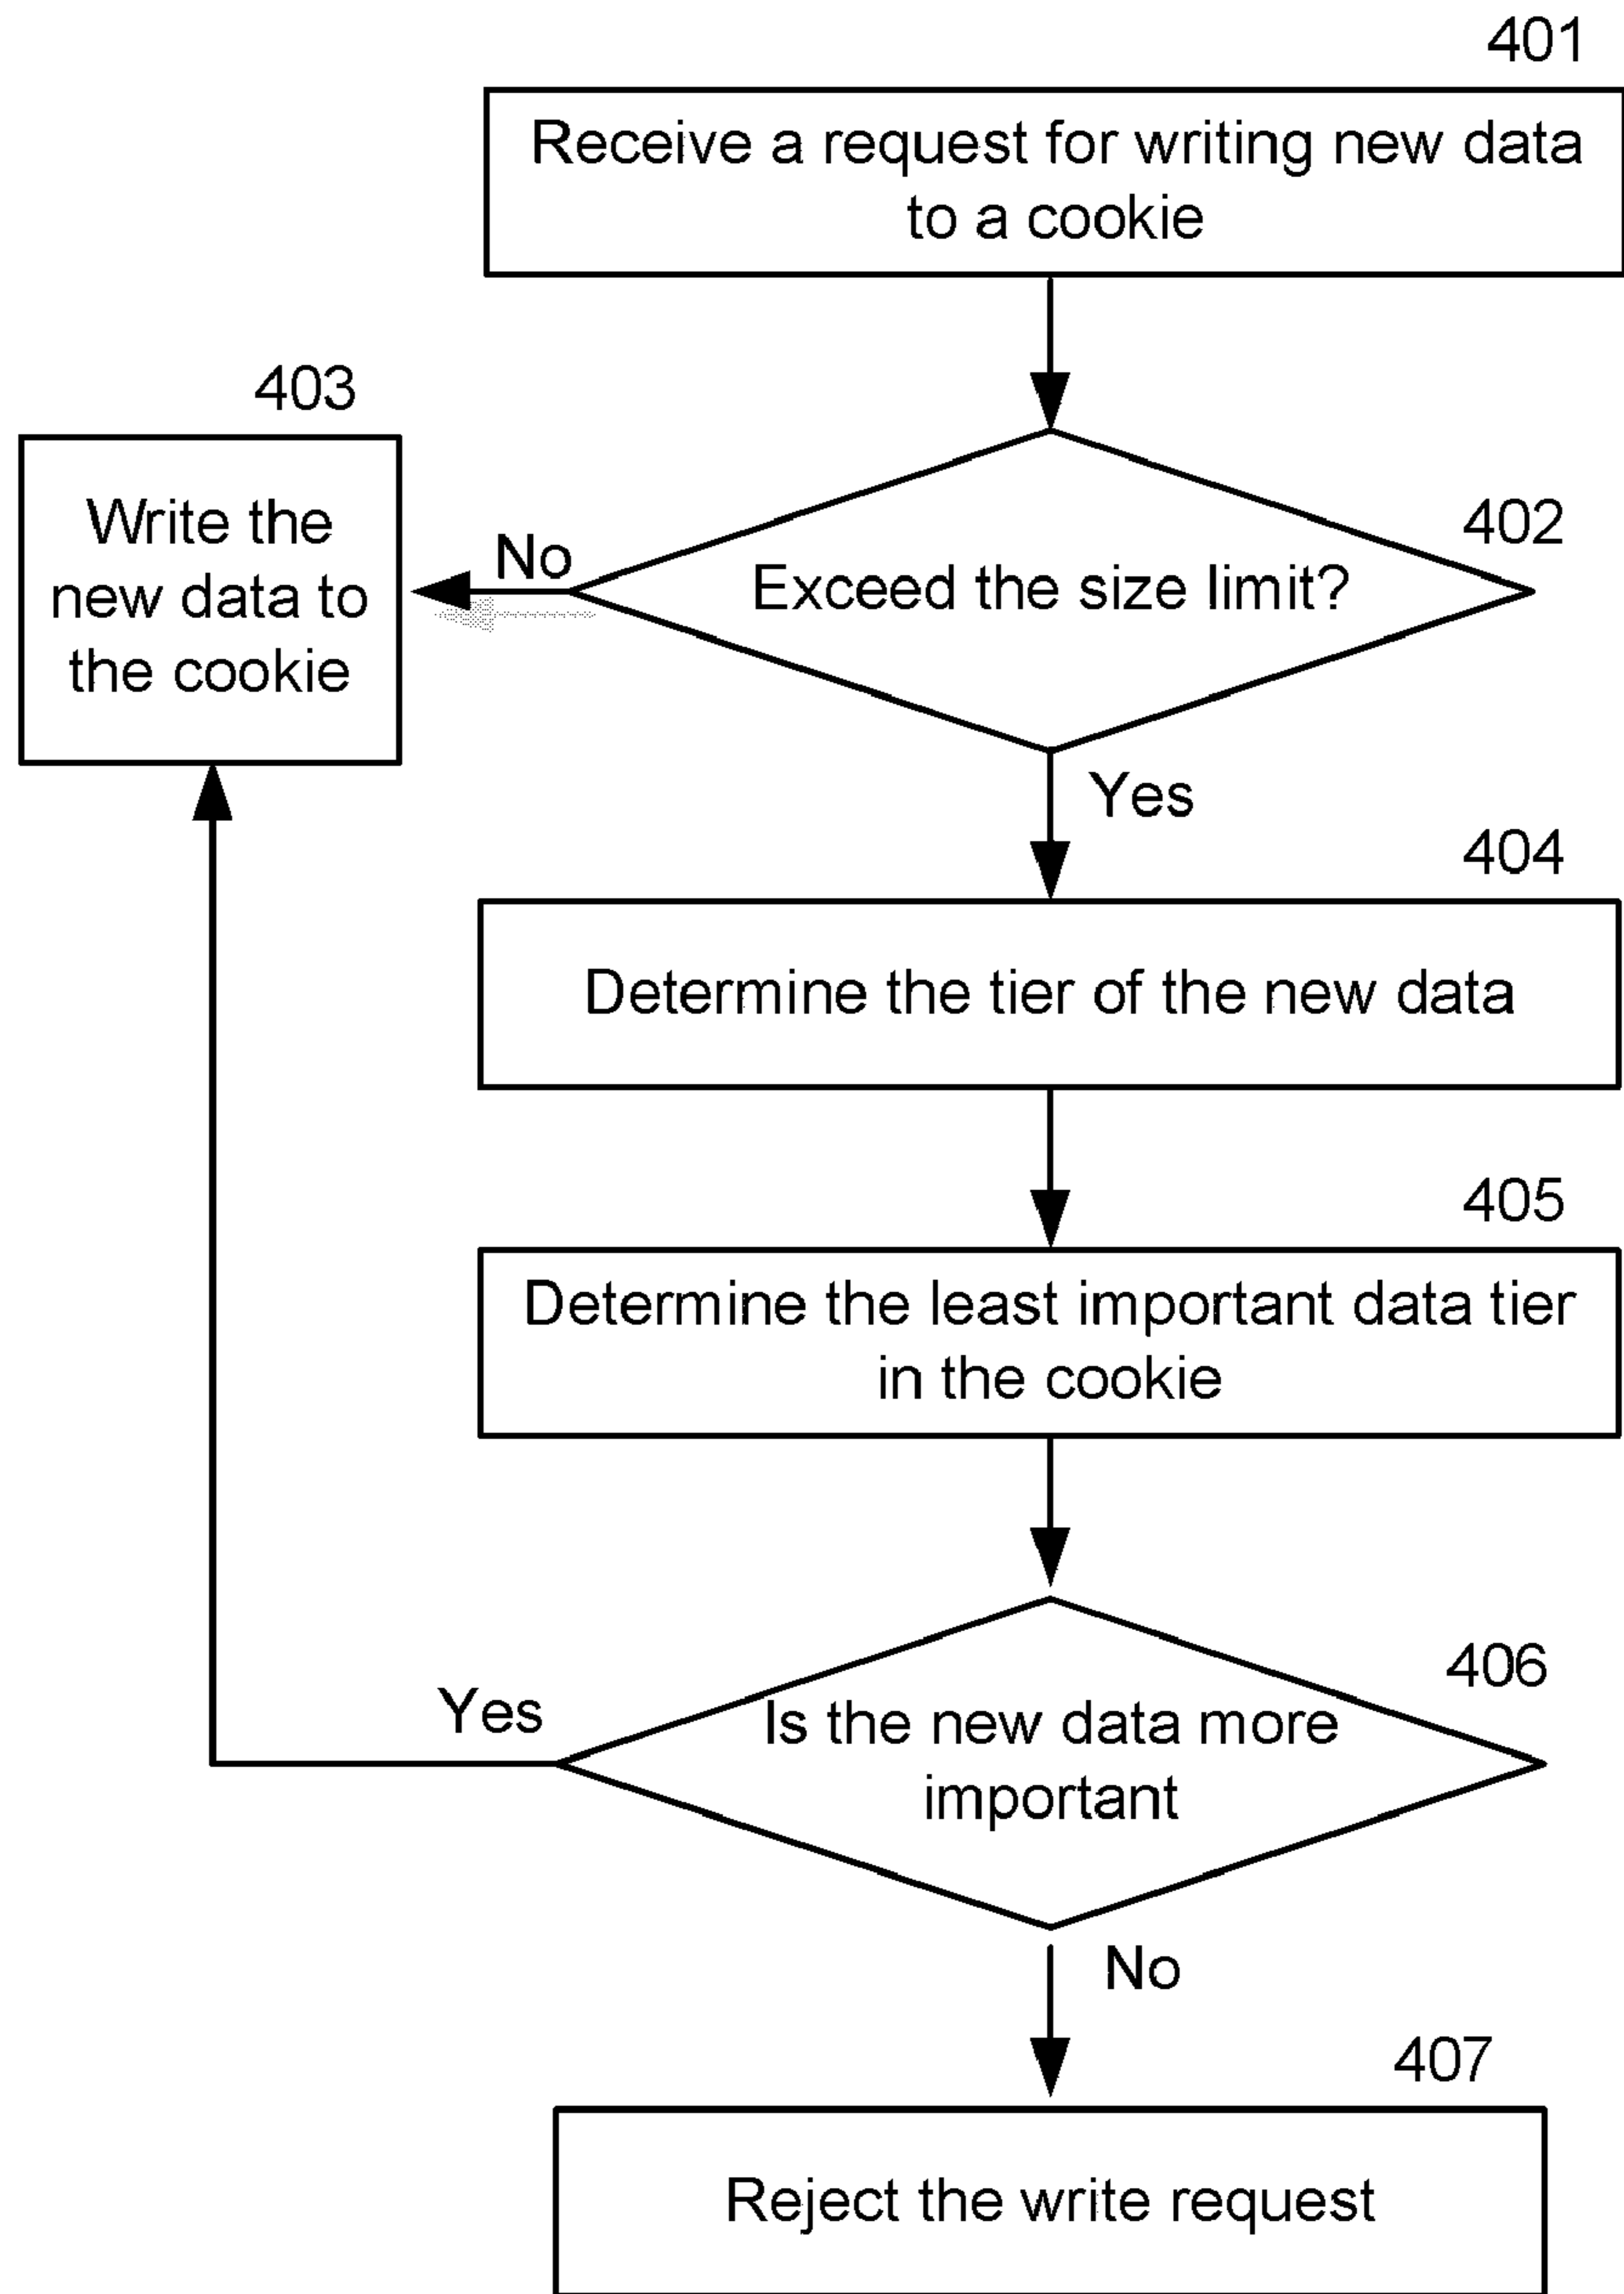 401
Receive a request for writing new data
to a cookie
403
Write the
new data to
the cookie
No
402
Exceed the size limit?
Yes
404
Determine the tier of the new data
405
Determine the least important data tier
in the cookie
406
Yes
Is the new data more
important
No
407
Reject the write request